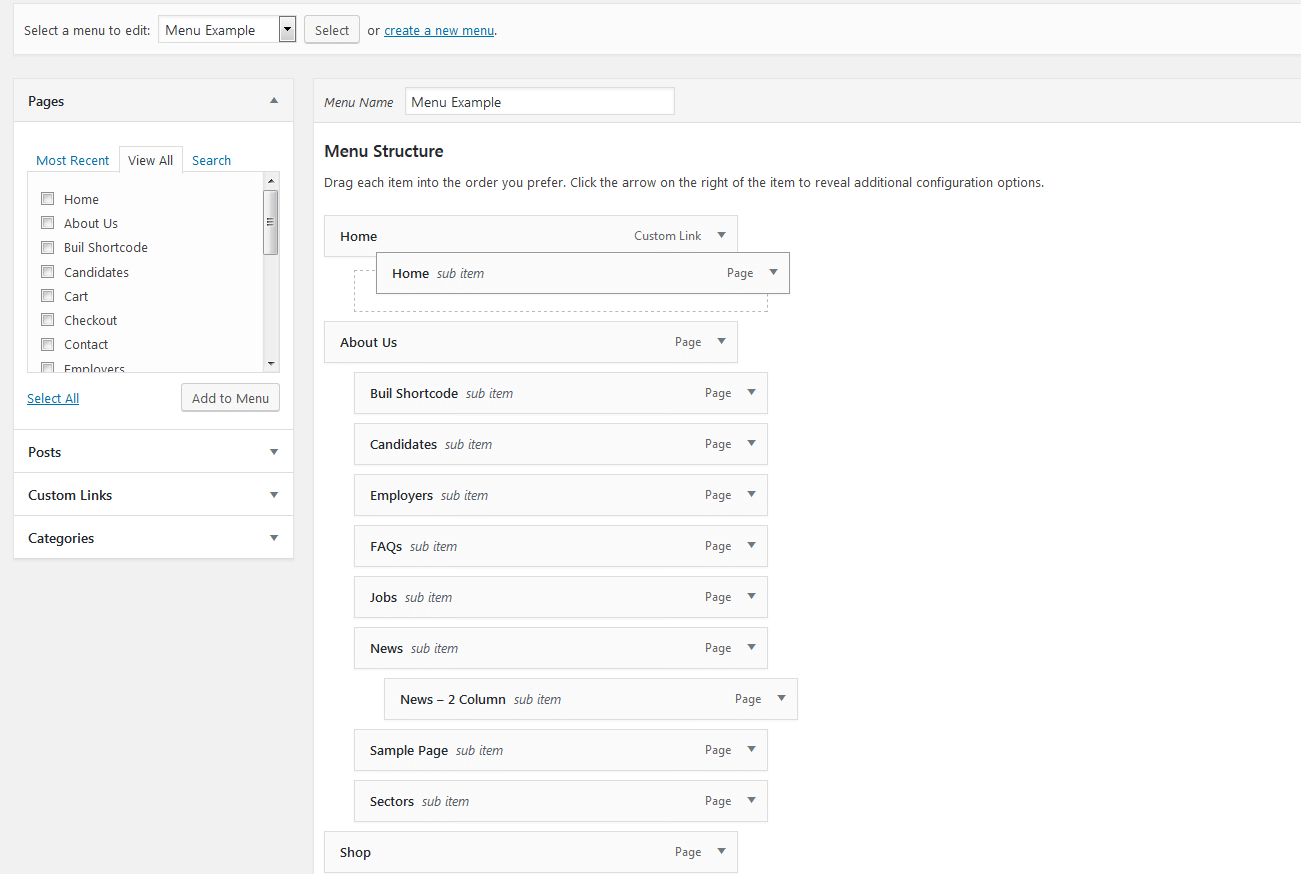 Select a menu to edit: Menu Example Select or create a new menu.
Pages
Most Recent View All Search
Home
About Us
Buil Shortcode
Candidates
Cart
Checkout
Contact
Employers
Select All Add to Menu
Posts
Custom Links
Categories
Menu Name Menu Example
Menu Structure
Drag each item into the order you prefer. Click the arrow on the right of the item to reveal additional configuration options.
Home Custom Link
Home sub item Page
About Us Page
Buil Shortcode sub item Page
Candidates sub item Page
Employers sub item Page
FAQs sub item Page
Jobs sub item Page
News sub item Page
News – 2 Column sub item Page
Sample Page sub item Page
Sectors sub item Page
Shop Page